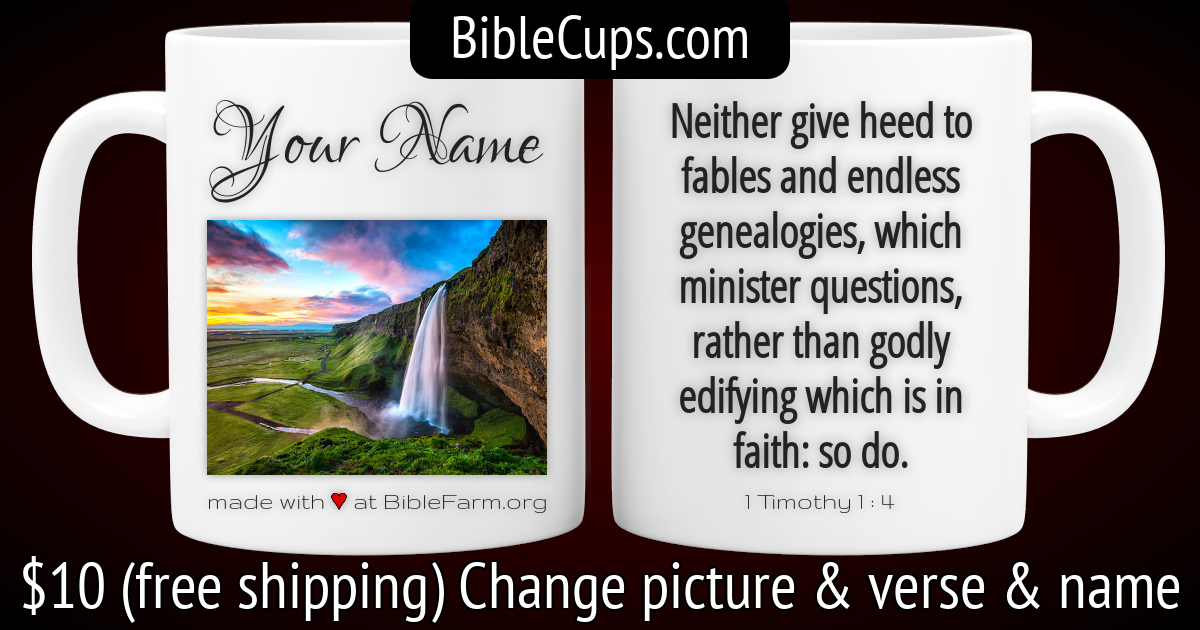 BibleCups.com
Your Name
made with ♥ at BibleFarm.org
Neither give heed to
fables and endless
genealogies, which
minister questions,
rather than godly
edifying which is in
faith: so do.
1 Timothy 1 : 4
$10 (free shipping) Change picture & verse & name